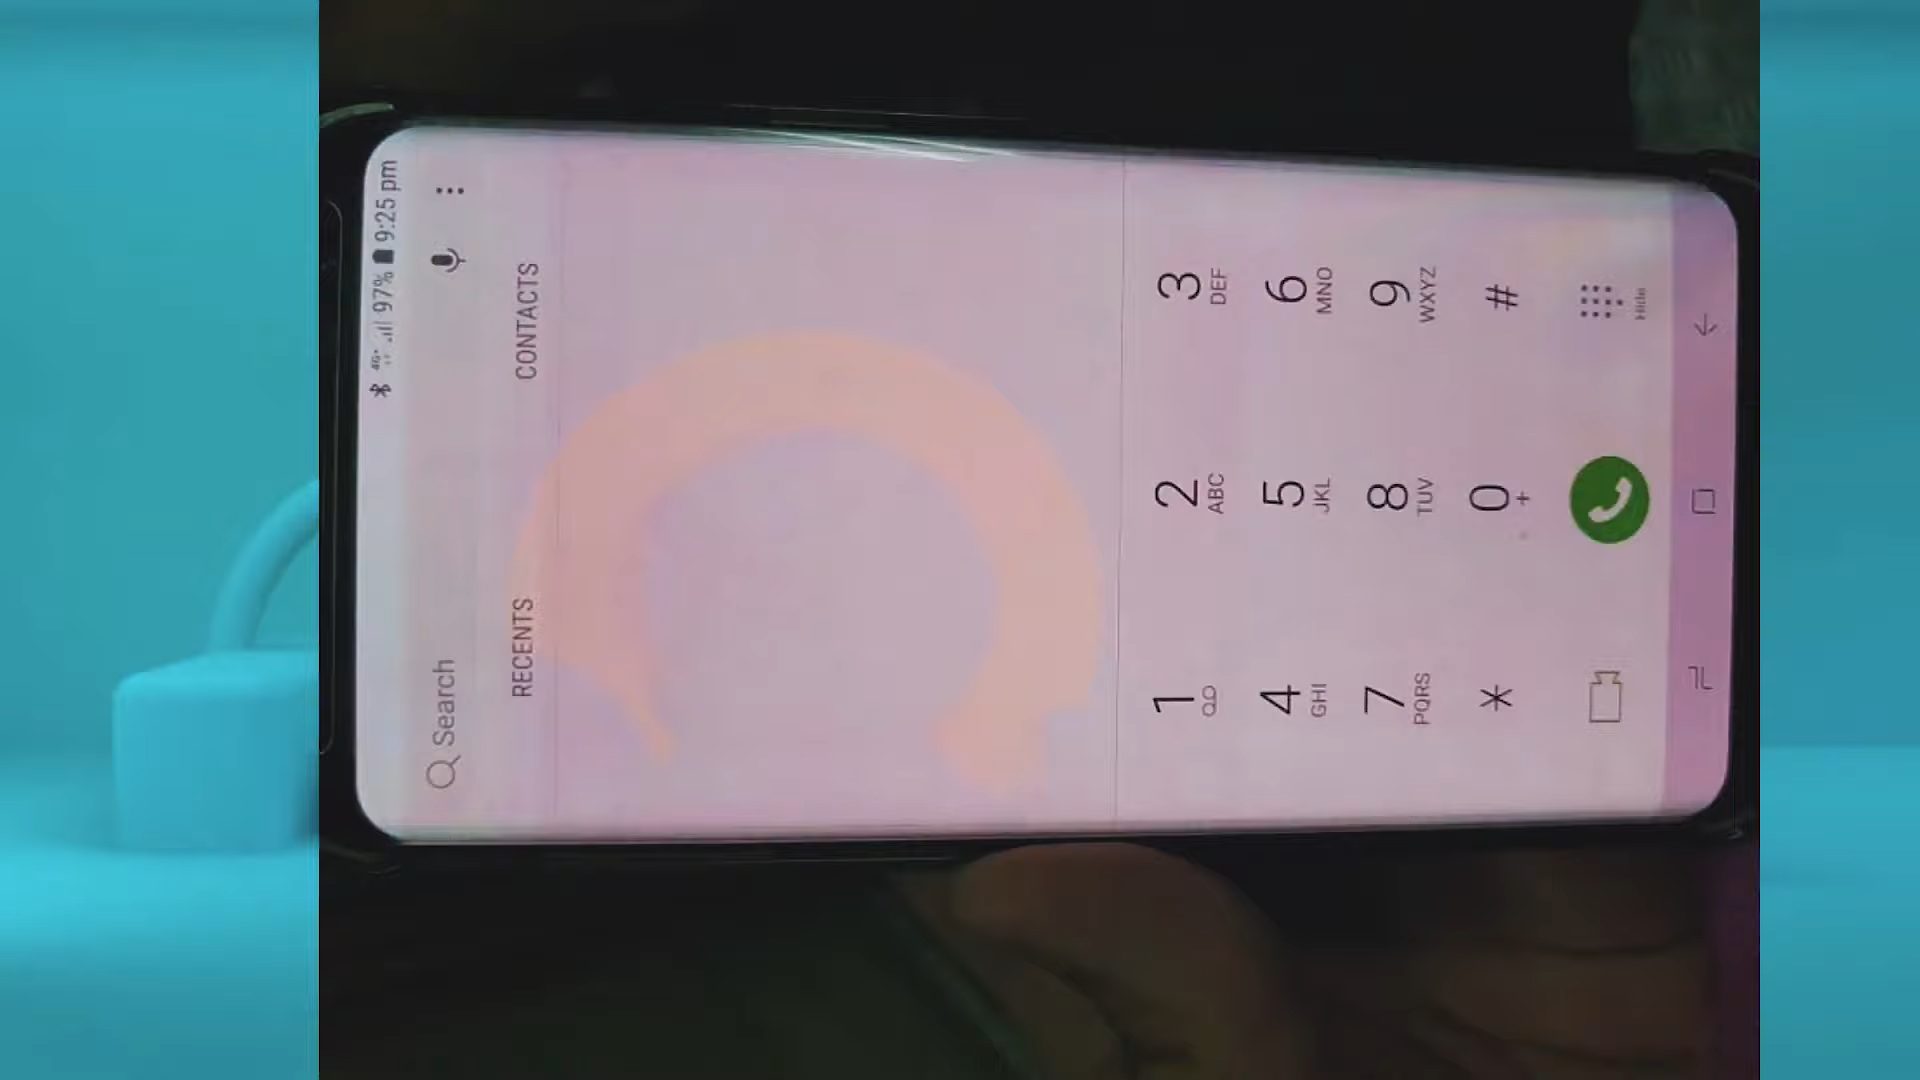 4G+ 97% 9:25 pm
Search
RECENTS CONTACTS
1 2 3
ABC DEF
4 5 6
GHI JKL MNO
7 8 9
PQRS TUV WXYZ
* 0 #
+
Hide